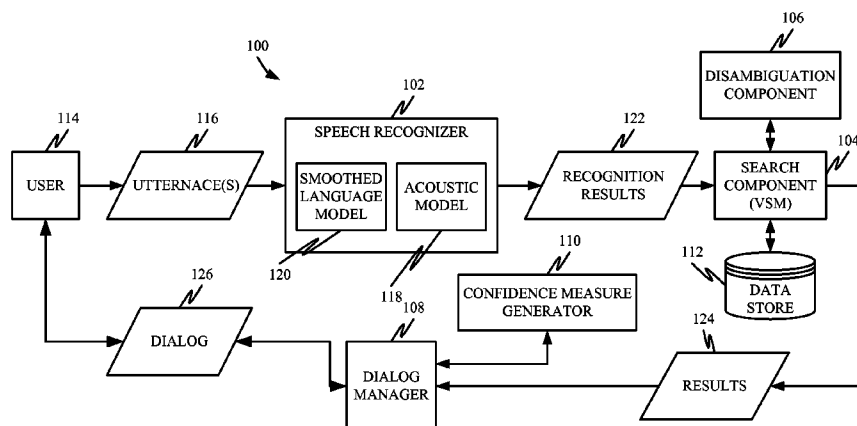 100
106
DISAMBIGUATION
COMPONENT
114
116
102
122
104
USER
UTTERNACE(S)
SPEECH RECOGNIZER
SMOOTHED
LANGUAGE
MODEL
ACOUSTIC
MODEL
RECOGNITION
RESULTS
SEARCH
COMPONENT
(VSM)
120
118
110
112
DATA
STORE
126
108
CONFIDENCE MEASURE
GENERATOR
124
DIALOG
DIALOG
MANAGER
RESULTS